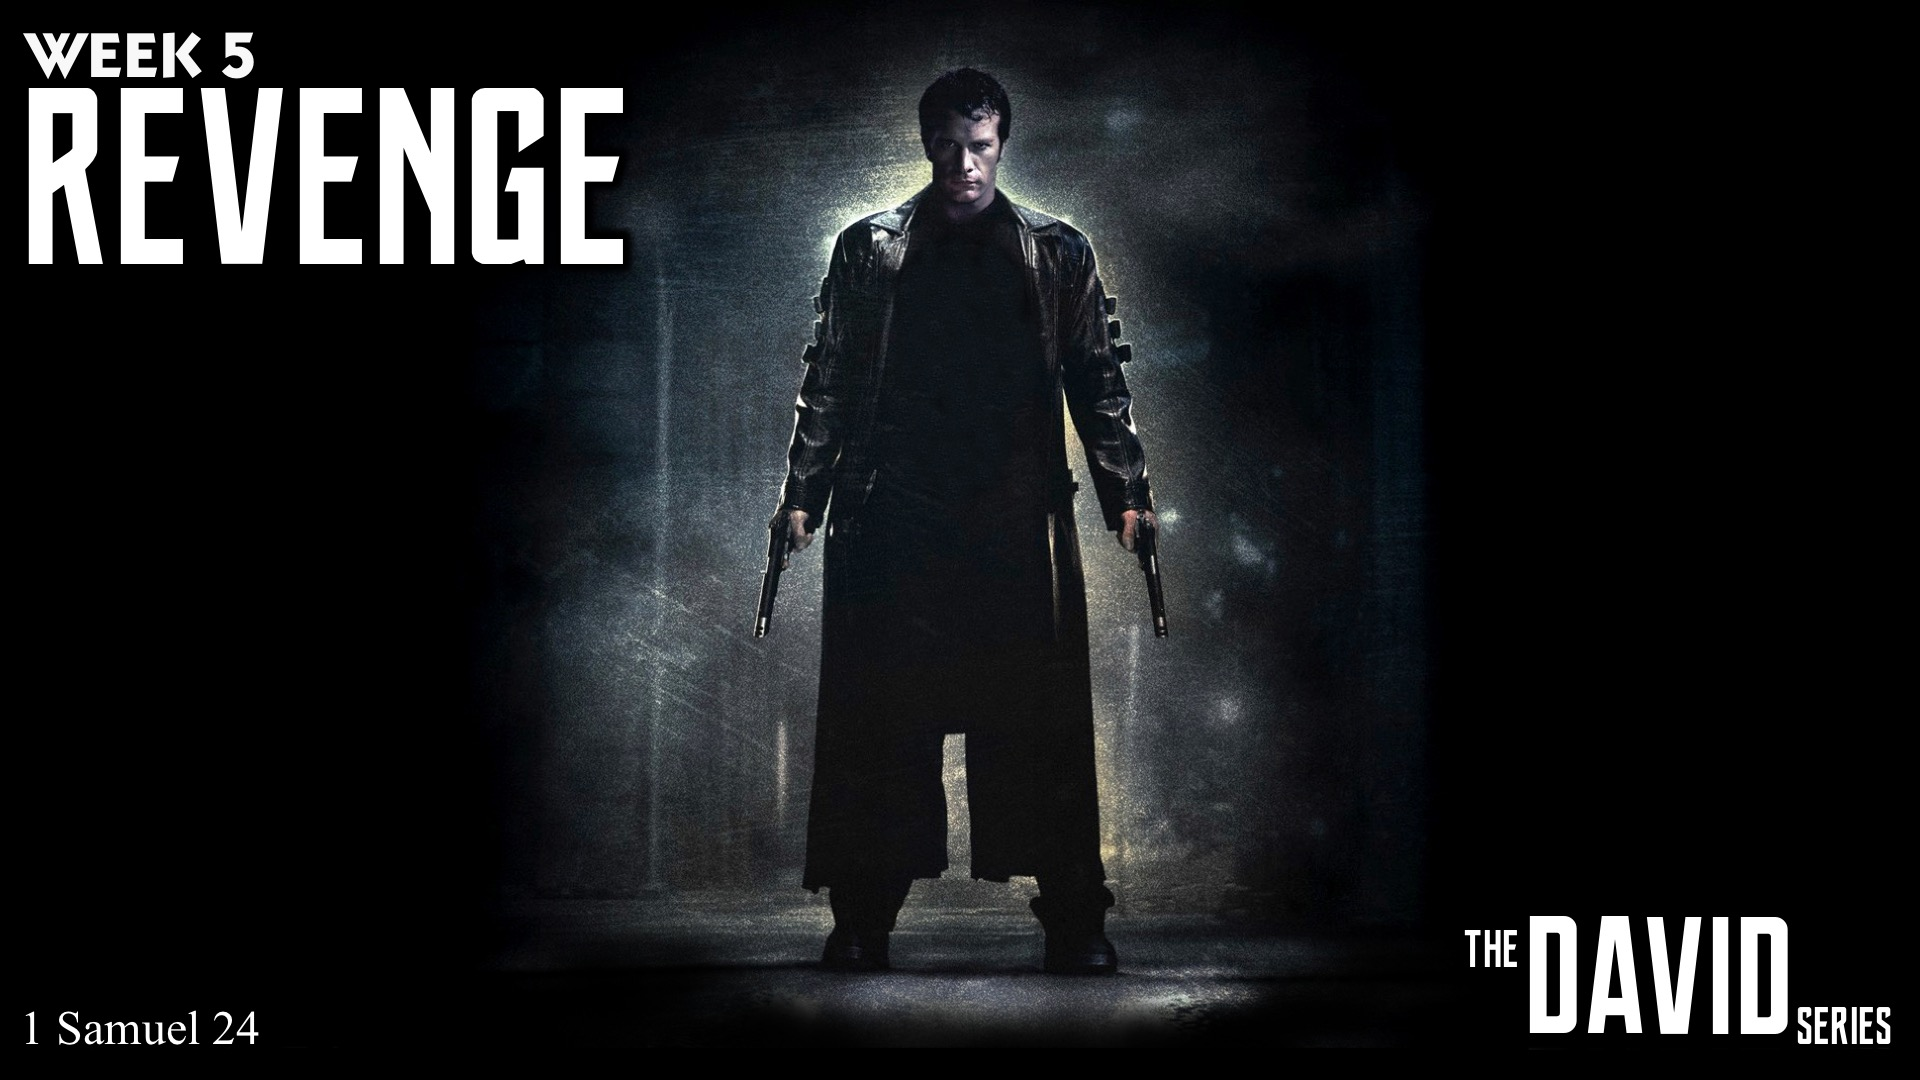 WEEK 5
REVENGE
1 Samuel 24
THE DAVID SERIES